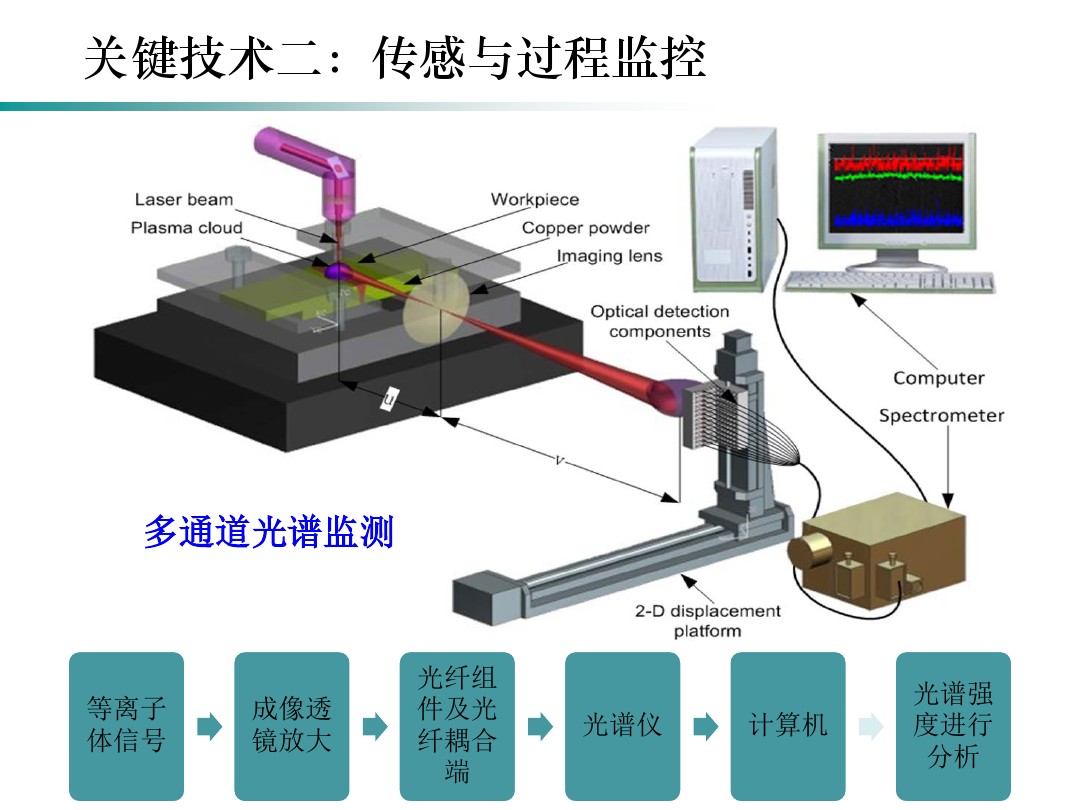 关键技术二：传感与过程监控
Laser beam
Workpiece
Plasma cloud
Copper powder
Imaging lens
Optical detection
components
Computer
Spectrometer
u
v
多通道光谱监测
2-D displacement
platform
等离子
体信号
成像透
镜放大
光纤组
件及光
纤耦合
端
光谱仪
计算机
光谱强
度进行
分析